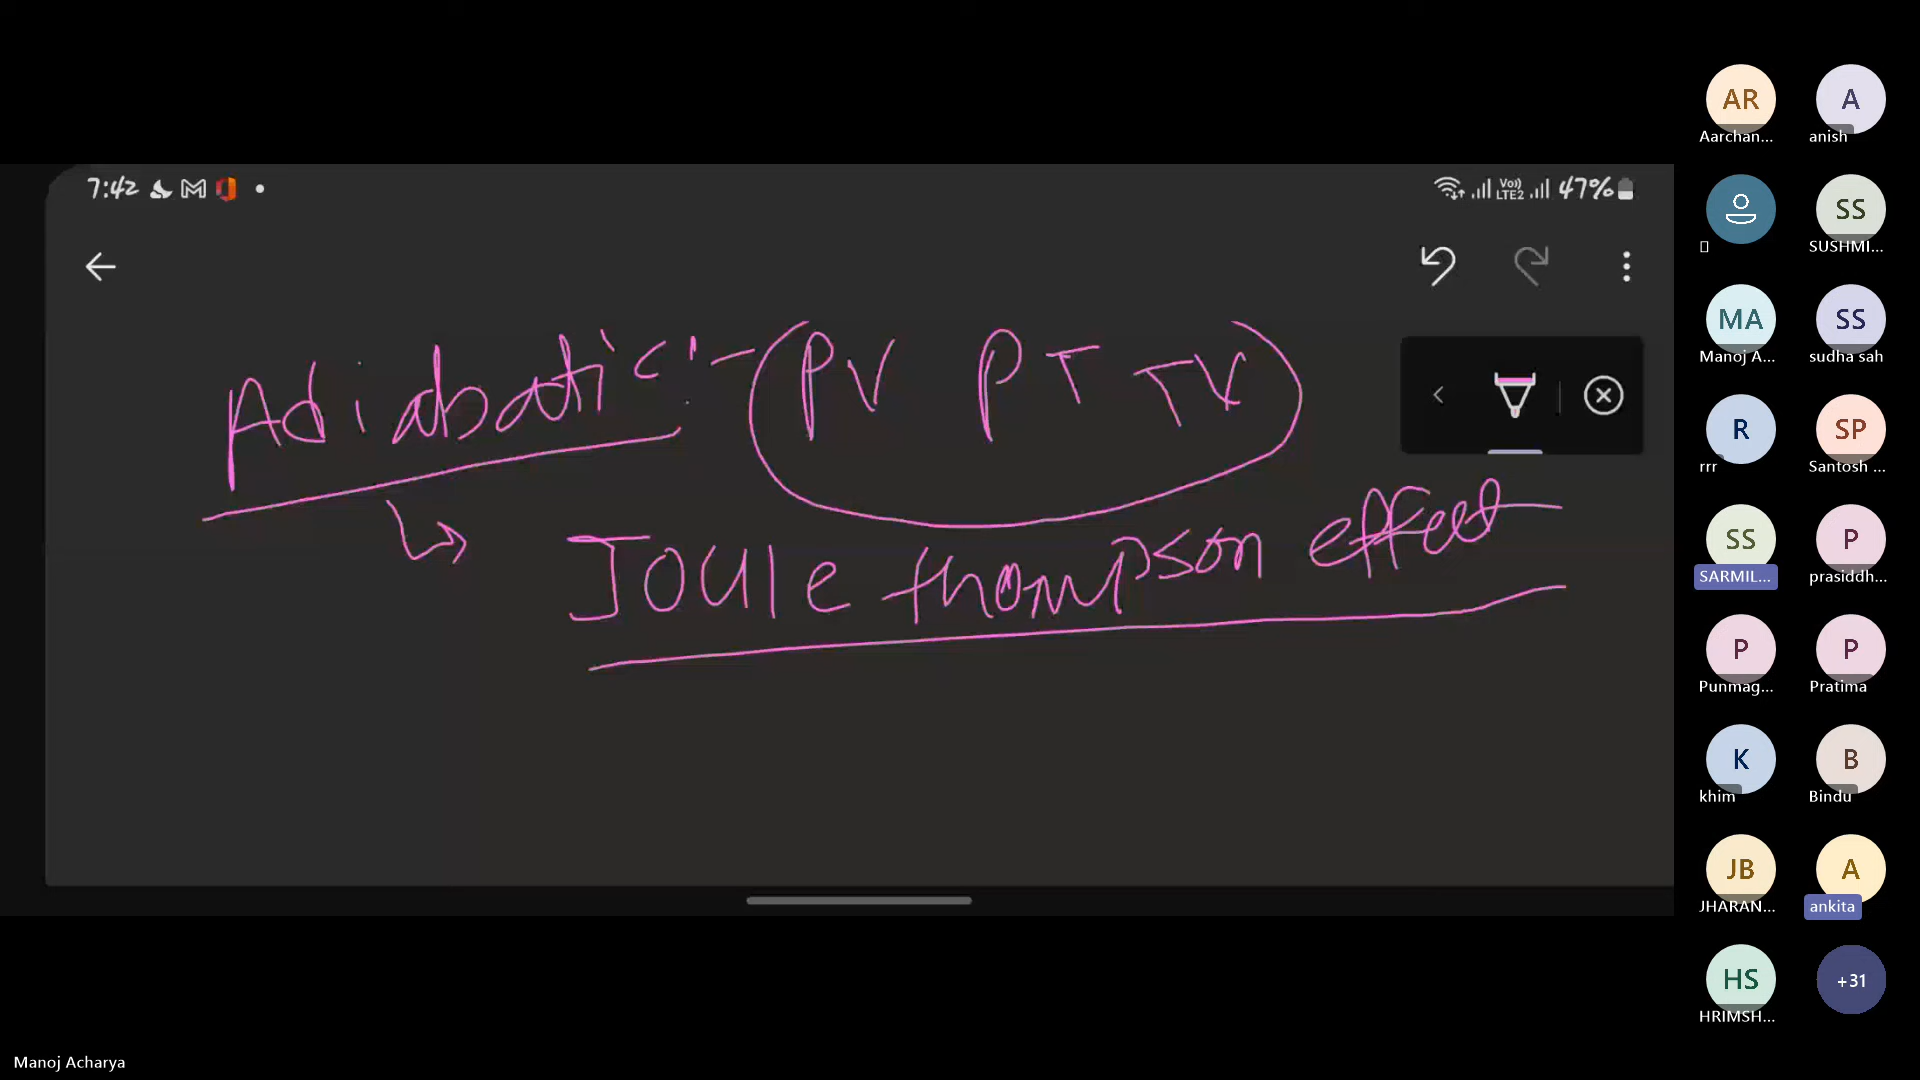 7:42
Vo)) LTE2 47%
Adiabatic :- PV PT TV
Joule thompson effect
AR A
Aarchan... anish
SS
SUSHMI...
MA SS
Manoj A... sudha sah
R SP
rrr Santosh ...
SS P
SARMIL... prasiddh...
P P
Punmag... Pratima
K B
khim Bindu
JB A
JHARAN... ankita
HS +31
HRIMSH...
Manoj Acharya